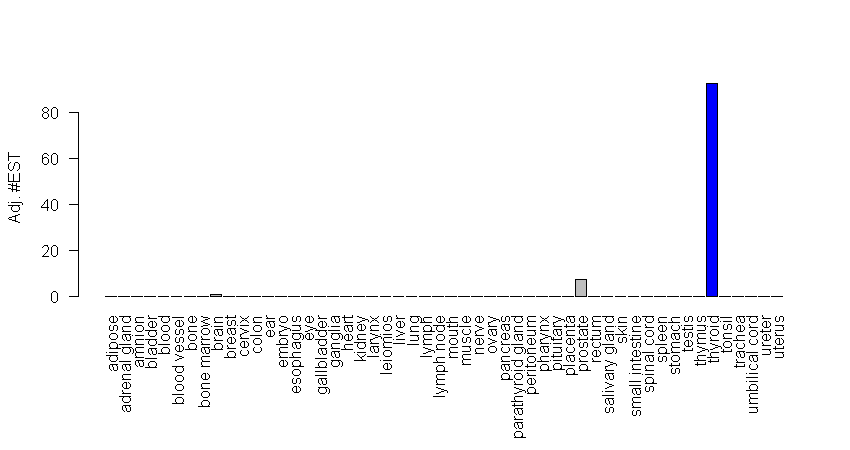 Adj. #EST
80
60
40
20
0
adipose
adrenal gland
amnion
bladder
blood
blood vessel
bone
bone marrow
brain
breast
cervix
colon
ear
embryo
esophagus
eye
gallbladder
ganglia
heart
kidney
larynx
leiomios
liver
lung
lymph
lymph node
mouth
muscle
nerve
ovary
pancreas
parathyroid gland
peritoneum
pharynx
pituitary
placenta
prostate
rectum
salivary gland
skin
small intestine
spinal cord
spleen
stomach
testis
thymus
thyroid
tonsil
trachea
umbilical cord
ureter
uterus